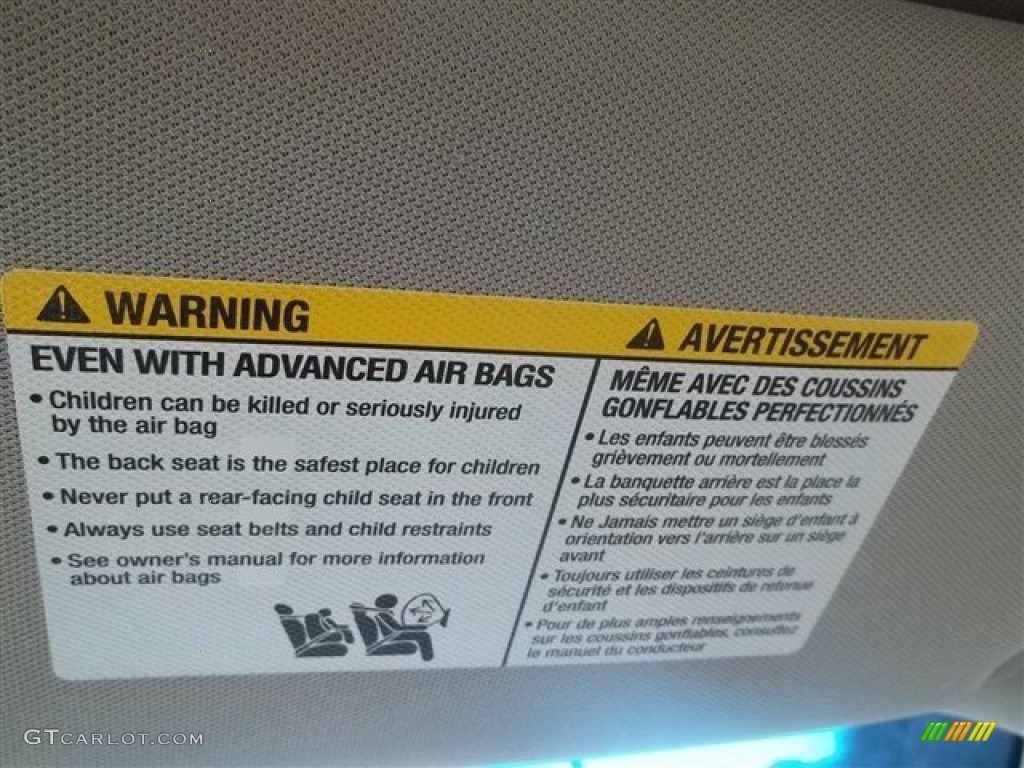 WARNING
EVEN WITH ADVANCED AIR BAGS
• Children can be killed or seriously injured
by the air bag
• The back seat is the safest place for children
• Never put a rear-facing child seat in the front
• Always use seat belts and child restraints
• See owner's manual for more information
about air bags
AVERTISSEMENT
MÊME AVEC DES COUSSINS
GONFLABLES PERFECTIONNÉS
• Les enfants peuvent être blessés
grièvement ou mortellement
• La banquette arrière est la place la
plus sécuritaire pour les enfants
• Ne Jamais mettre un siège d'enfant à
orientation vers l'arrière sur un siège
avant
• Toujours utiliser les ceintures de
sécurité et les dispositifs de retenue
d'enfant
• Pour de plus amples renseignements
sur les coussins gonflables, consultez
le manuel du conducteur
GTCARLOT.COM